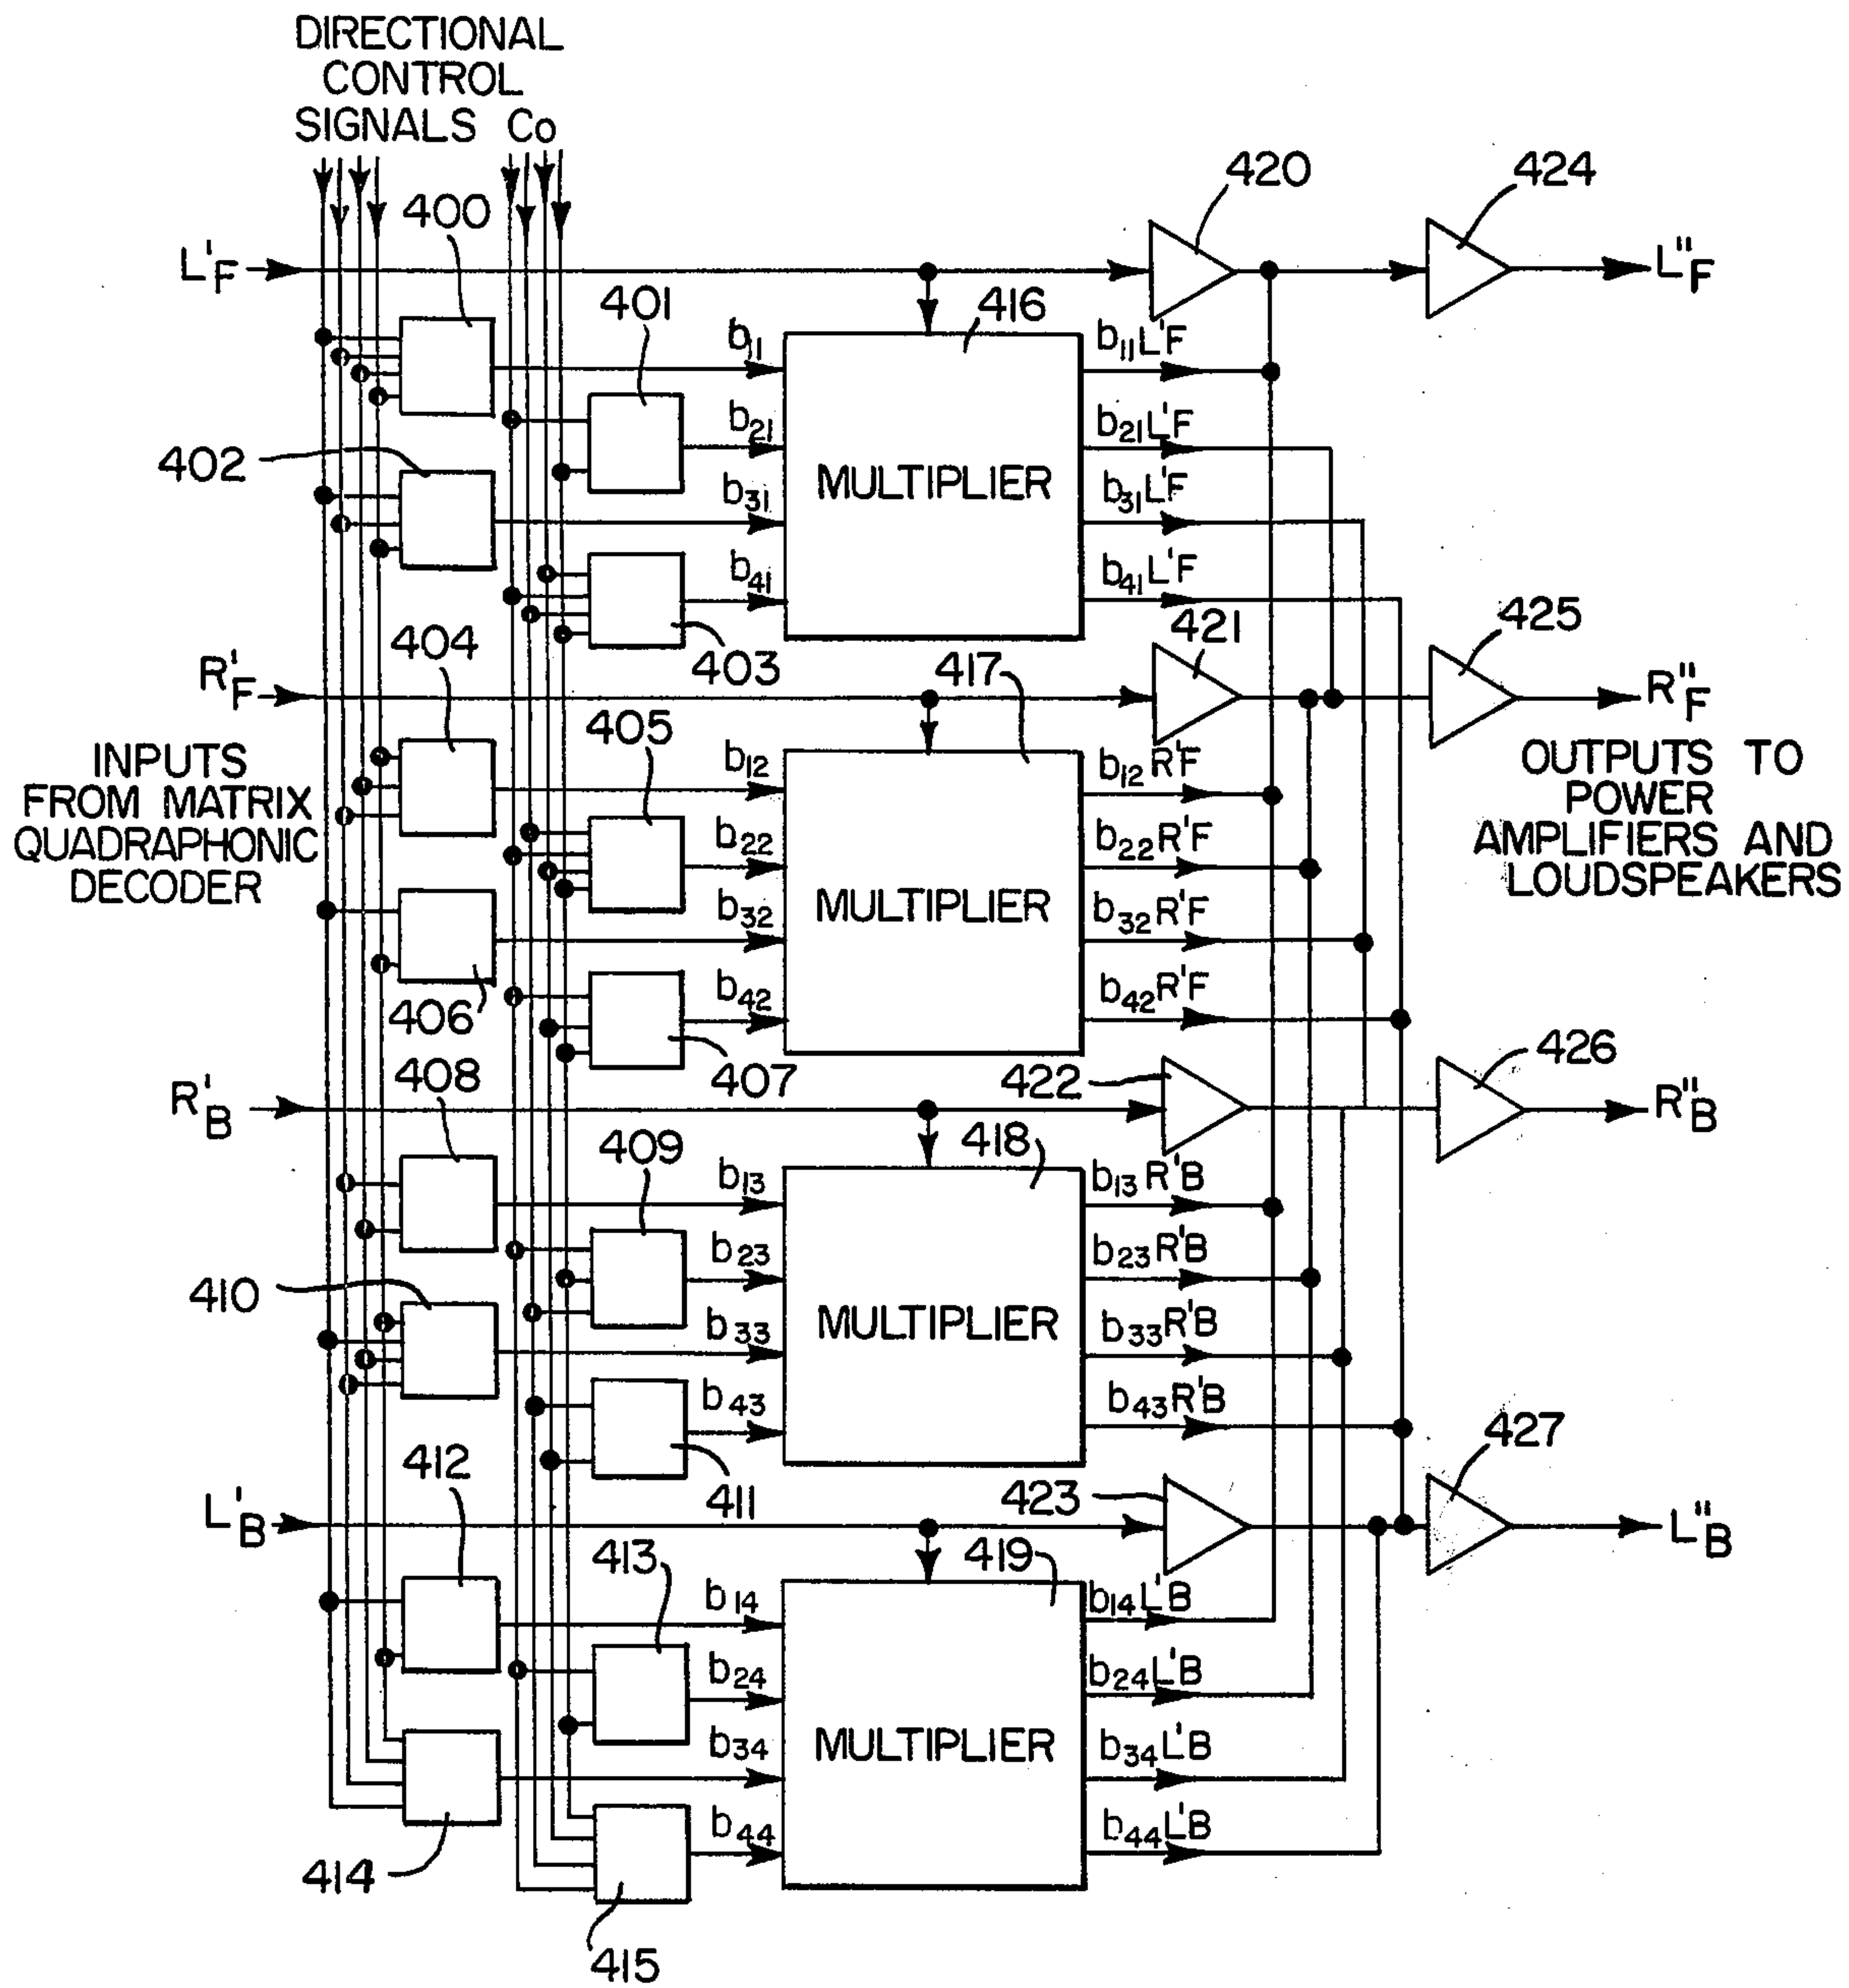 DIRECTIONAL
CONTROL
SIGNALS Co
420
424
400
L'F
L"F
401
416
b11
b11L'F
b21
b21L'F
402
MULTIPLIER
b31
b31L'F
b41
b41L'F
404
403
421
425
R'F
417
R"F
405
INPUTS
FROM MATRIX
QUADRAPHONIC
DECODER
b12
b12R'F
OUTPUTS TO
POWER
AMPLIFIERS AND
LOUDSPEAKERS
b22
b22R'F
MULTIPLIER
b32
b32R'F
406
b42
b42R'F
408
407
422
426
R'B
R"B
409
418
b13
b13R'B
410
b23
b23R'B
MULTIPLIER
b33
b33R'B
b43
b43R'B
412
411
423
427
L'B
L"B
413
419
b14
b14L'B
b24
b24L'B
MULTIPLIER
b34
b34L'B
b44
b44L'B
414
415